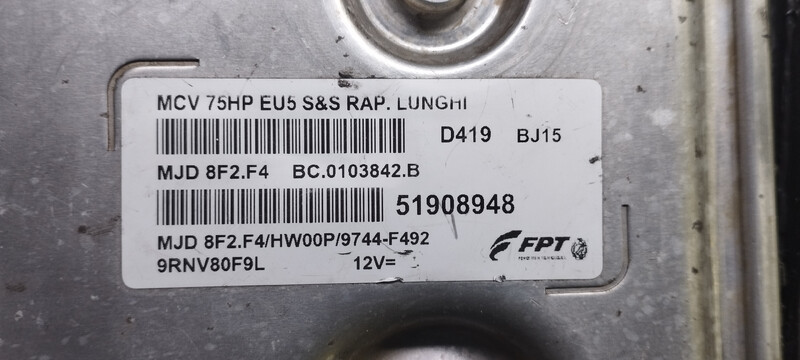 MCV 75HP EU5 S&S RAP. LUNGHI
D419 BJ15
MJD 8F2.F4 BC.0103842.B
51908948
MJD 8F2.F4/HW00P/9744-F492
9RNV80F9L 12V=
FPT